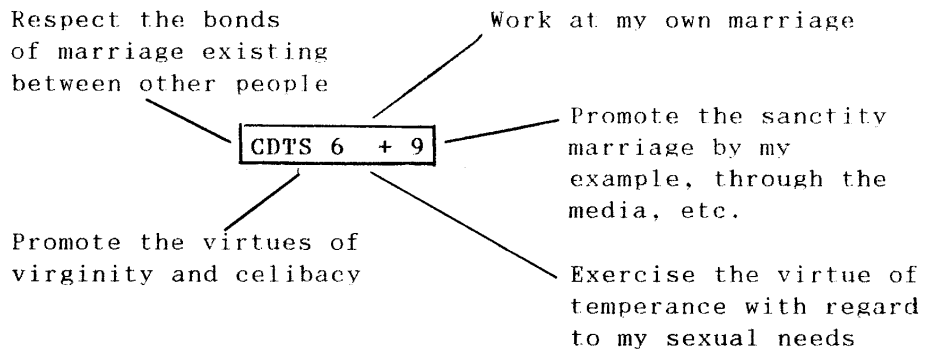 Respect the bonds
of marriage existing
between other people
Work at my own marriage
CDTS 6 + 9
Promote the sanctity
marriage by my
example, through the
media, etc.
Promote the virtues of
virginity and celibacy
Exercise the virtue of
temperance with regard
to my sexual needs